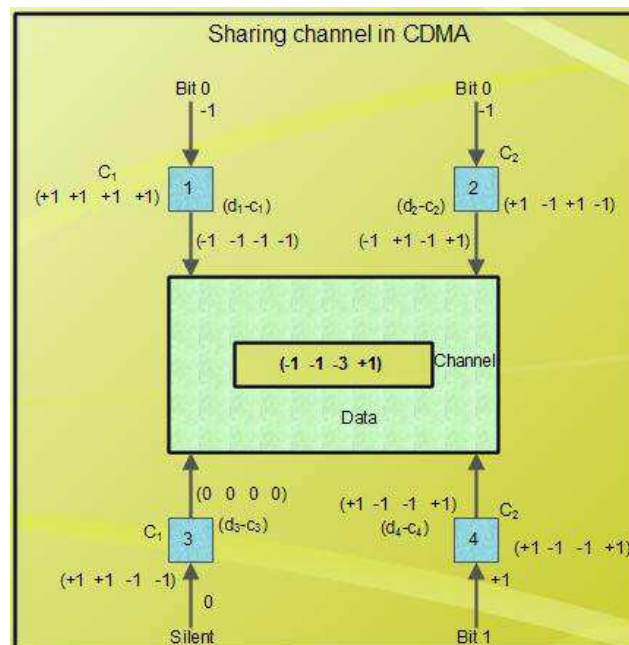 Sharing channel in CDMA
Bit 0 Bit 0
-1 -1
C₁ C₂
1 2
(+1 +1 +1 +1) (d₁-c₁) (d₂-c₂) (+1 -1 +1 -1)
(-1 -1 -1 -1) (-1 +1 -1 +1)
(-1 -1 -3 +1) Channel
Data
(0 0 0 0) (+1 -1 -1 +1)
C₁ (d₃-c₃) (d₄-c₄) C₂
3 4
(+1 +1 -1 -1) (+1 -1 -1 +1)
0 +1
Silent Bit 1